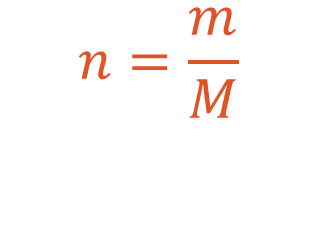 n = m/M